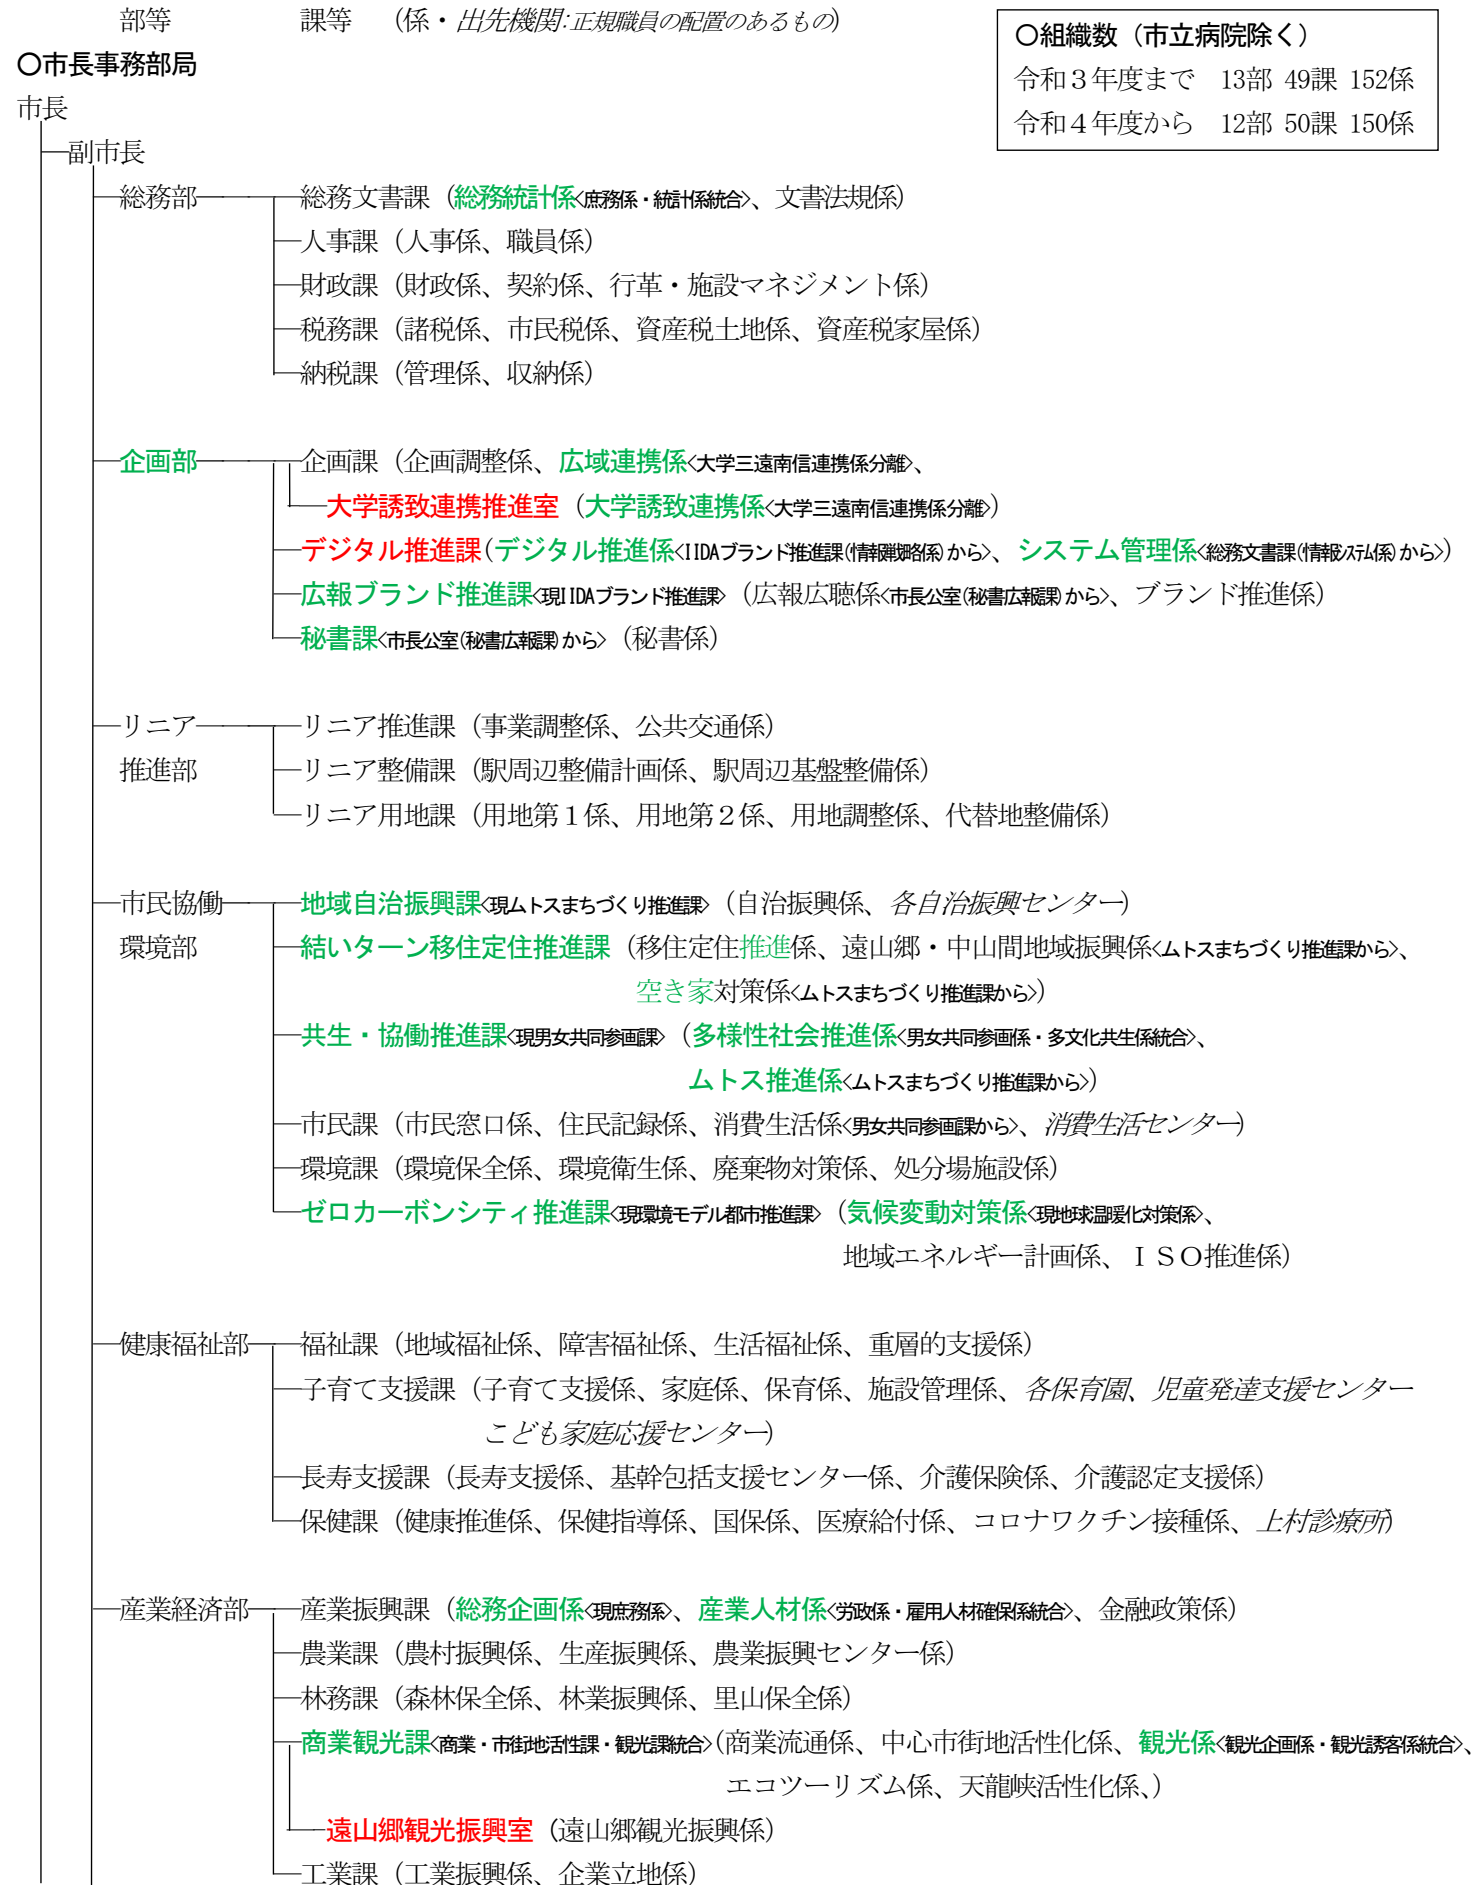 部等　課等　（係・出先機関:正規職員の配置のあるもの）
〇組織数（市立病院除く）
令和３年度まで　13部 49課 152係
令和４年度から　12部 50課 150係
〇市長事務部局
市長
副市長
総務部　総務文書課（総務統計係<庶務係・統計係統合>、文書法規係）
人事課（人事係、職員係）
財政課（財政係、契約係、行革・施設マネジメント係）
税務課（諸税係、市民税係、資産税土地係、資産税家屋係）
納税課（管理係、収納係）
企画部　企画課（企画調整係、広域連携係<大学三遠南信連携係分離>、
大学誘致連携推進室（大学誘致連携係<大学三遠南信連携係分離>）
デジタル推進課(デジタル推進係<IIDAブランド推進課(情報戦略係)から>、システム管理係<総務文書課(情報システム係)から>)
広報ブランド推進課<現IIDAブランド推進課>（広報広聴係<市長公室(秘書広報課)から>、ブランド推進係）
秘書課<市長公室(秘書広報課)から>（秘書係）
リニア　リニア推進課（事業調整係、公共交通係）
推進部　リニア整備課（駅周辺整備計画係、駅周辺基盤整備係）
リニア用地課（用地第１係、用地第２係、用地調整係、代替地整備係）
市民協働　地域自治振興課<現ムトスまちづくり推進課>（自治振興係、各自治振興センター）
環境部　結いターン移住定住推進課（移住定住推進係、遠山郷・中山間地域振興係<ムトスまちづくり推進課から>、
空き家対策係<ムトスまちづくり推進課から>）
共生・協働推進課<現男女共同参画課>（多様性社会推進係<男女共同参画係・多文化共生係統合>、
ムトス推進係<ムトスまちづくり推進課から>）
市民課（市民窓口係、住民記録係、消費生活係<男女共同参画課から>、消費生活センター）
環境課（環境保全係、環境衛生係、廃棄物対策係、処分場施設係）
ゼロカーボンシティ推進課<現環境モデル都市推進課>（気候変動対策係<現地球温暖化対策係>、
地域エネルギー計画係、ＩＳＯ推進係）
健康福祉部　福祉課（地域福祉係、障害福祉係、生活福祉係、重層的支援係）
子育て支援課（子育て支援係、家庭係、保育係、施設管理係、各保育園、児童発達支援センター
こども家庭応援センター）
長寿支援課（長寿支援係、基幹包括支援センター係、介護保険係、介護認定支援係）
保健課（健康推進係、保健指導係、国保係、医療給付係、コロナワクチン接種係、上村診療所）
産業経済部　産業振興課（総務企画係<現庶務係>、産業人材係<労政係・雇用人材確保係統合>、金融政策係）
農業課（農村振興係、生産振興係、農業振興センター係）
林務課（森林保全係、林業振興係、里山保全係）
商業観光課<商業・市街地活性課・観光課統合>(商業流通係、中心市街地活性化係、観光係<観光企画係・観光誘客係統合>、
エコツーリズム係、天龍峡活性化係、）
遠山郷観光振興室（遠山郷観光振興係）
工業課（工業振興係、企業立地係）